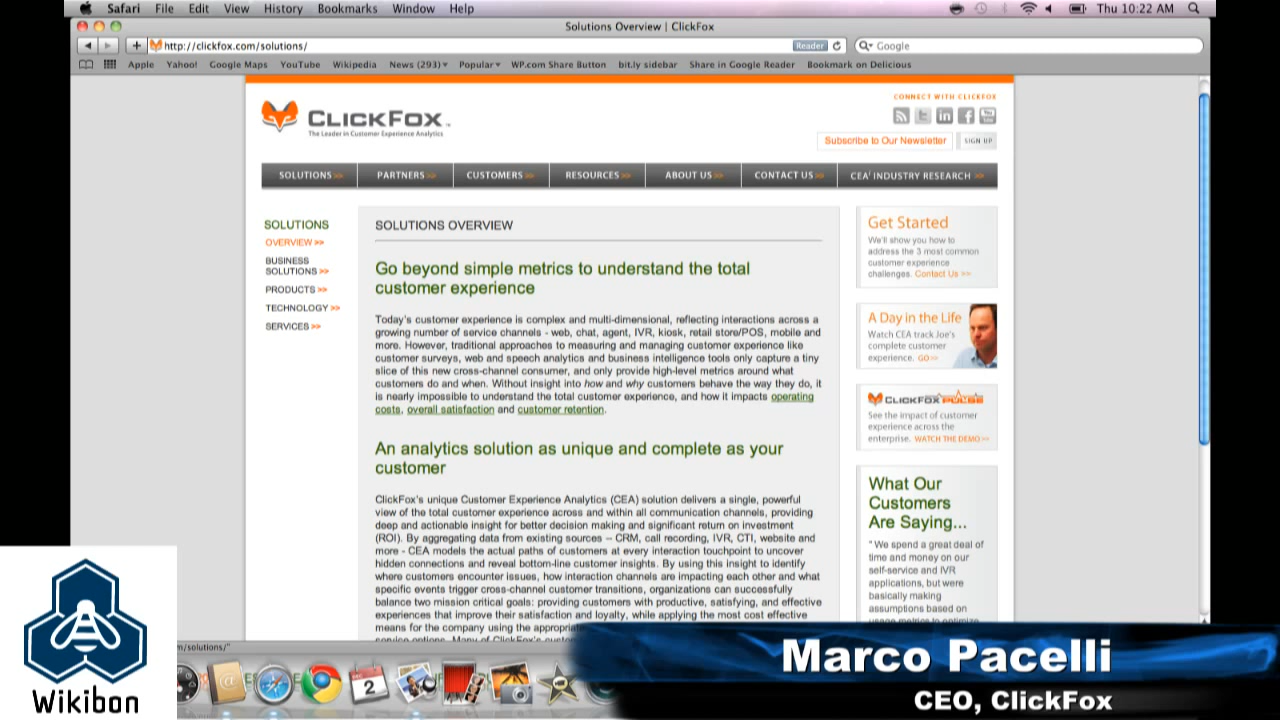 Safari File Edit View History Bookmarks Window Help
Thu 10:22 AM
Solutions Overview | ClickFox
http://clickfox.com/solutions/
Reader
Google
Apple Yahoo! Google Maps YouTube Wikipedia News (293) Popular WP.com Share Button bit.ly sidebar Share in Google Reader Bookmark on Delicious
CONNECT WITH CLICKFOX
CLICKFOX™
The Leader in Customer Experience Analytics
Subscribe to Our Newsletter SIGN UP
SOLUTIONS>> PARTNERS>> CUSTOMERS>> RESOURCES>> ABOUT US>> CONTACT US>> CEA¹ INDUSTRY RESEARCH >>
SOLUTIONS
OVERVIEW >>
BUSINESS
SOLUTIONS >>
PRODUCTS >>
TECHNOLOGY >>
SERVICES >>
SOLUTIONS OVERVIEW
Go beyond simple metrics to understand the total
customer experience
Today's customer experience is complex and multi-dimensional, reflecting interactions across a
growing number of service channels - web, chat, agent, IVR, kiosk, retail store/POS, mobile and
more. However, traditional approaches to measuring and managing customer experience like
customer surveys, web and speech analytics and business intelligence tools only capture a tiny
slice of this new cross-channel consumer, and only provide high-level metrics around what
customers do and when. Without insight into how and why customers behave the way they do, it
is nearly impossible to understand the total customer experience, and how it impacts operating
costs, overall satisfaction and customer retention.
An analytics solution as unique and complete as your
customer
ClickFox's unique Customer Experience Analytics (CEA) solution delivers a single, powerful
view of the total customer experience across and within all communication channels, providing
deep and actionable insight for better decision making and significant return on investment
(ROI). By aggregating data from existing sources -- CRM, call recording, IVR, CTI, website and
more - CEA models the actual paths of customers at every interaction touchpoint to uncover
hidden connections and reveal bottom-line customer insights. By using this insight to identify
where customers encounter issues, how interaction channels are impacting each other and what
specific events trigger cross-channel customer transitions, organizations can successfully
balance two mission critical goals: providing customers with productive, satisfying, and effective
experiences that improve their satisfaction and loyalty, while applying the most cost effective
means for the company using the appropriate
service options. Many of ClickFox's
Get Started
We'll show you how to
address the 3 most common
customer experience
challenges. Contact Us >>
A Day in the Life
Watch CEA track Joe's
complete customer
experience. GO>>
CLICKFOX PULSE
See the impact of customer
experience across the
enterprise. WATCH THE DEMO>>
What Our
Customers
Are Saying...
" We spend a great deal of
time and money on our
self-service and IVR
applications, but were
basically making
assumptions based on
usage metrics to optimize
m/solutions/"
2
Wikibon
Marco Pacelli
CEO, ClickFox